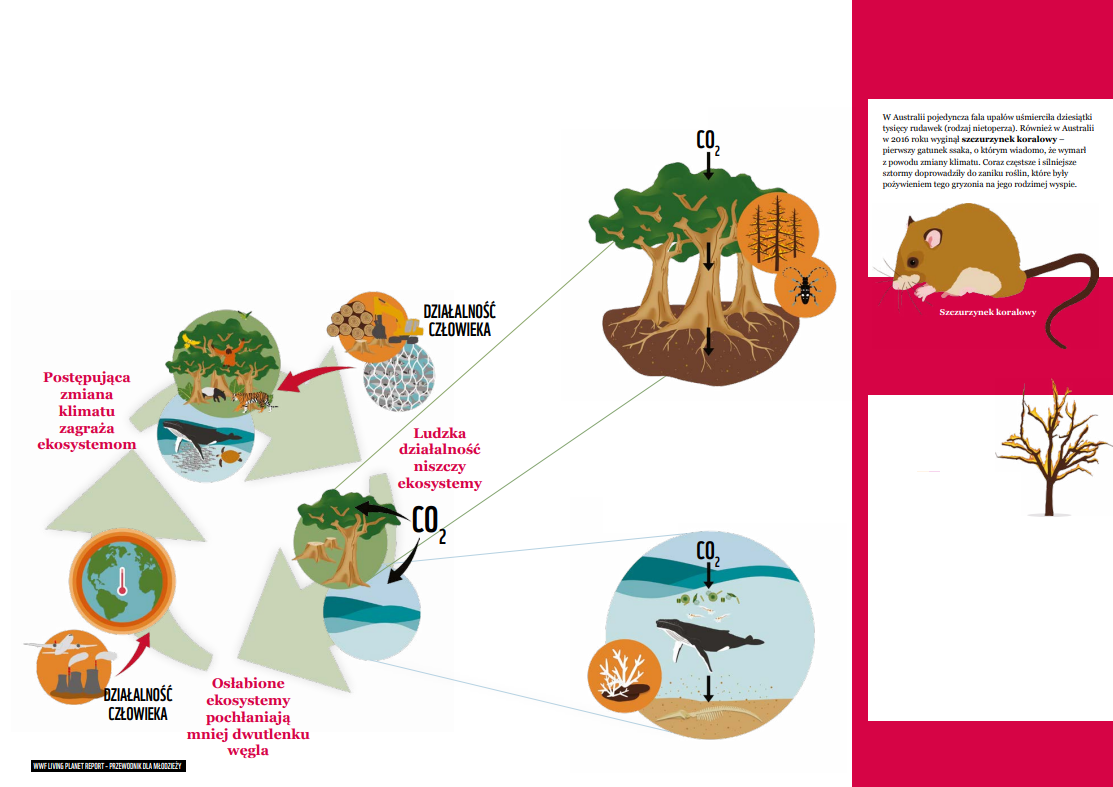 CO2
DZIAŁALNOŚĆ
CZŁOWIEKA
Postępująca
zmiana
klimatu
zagraża
ekosystemom
Ludzka
działalność
niszczy
ekosystemy
CO2
CO2
DZIAŁALNOŚĆ
CZŁOWIEKA
Osłabione
ekosystemy
pochłaniają
mniej dwutlenku
węgla
WWF LIVING PLANET REPORT – PRZEWODNIK DLA MŁODZIEŻY
W Australii pojedyncza fala upałów uśmierciła dziesiątki
tysięcy rudawek (rodzaj nietoperza). Również w Australii
w 2016 roku wyginął szczurzynek koralowy –
pierwszy gatunek ssaka, o którym wiadomo, że wymarł
z powodu zmiany klimatu. Coraz częstsze i silniejsze
sztormy doprowadziły do zaniku roślin, które były
pożywieniem tego gryzonia na jego rodzimej wyspie.
Szczurzynek koralowy